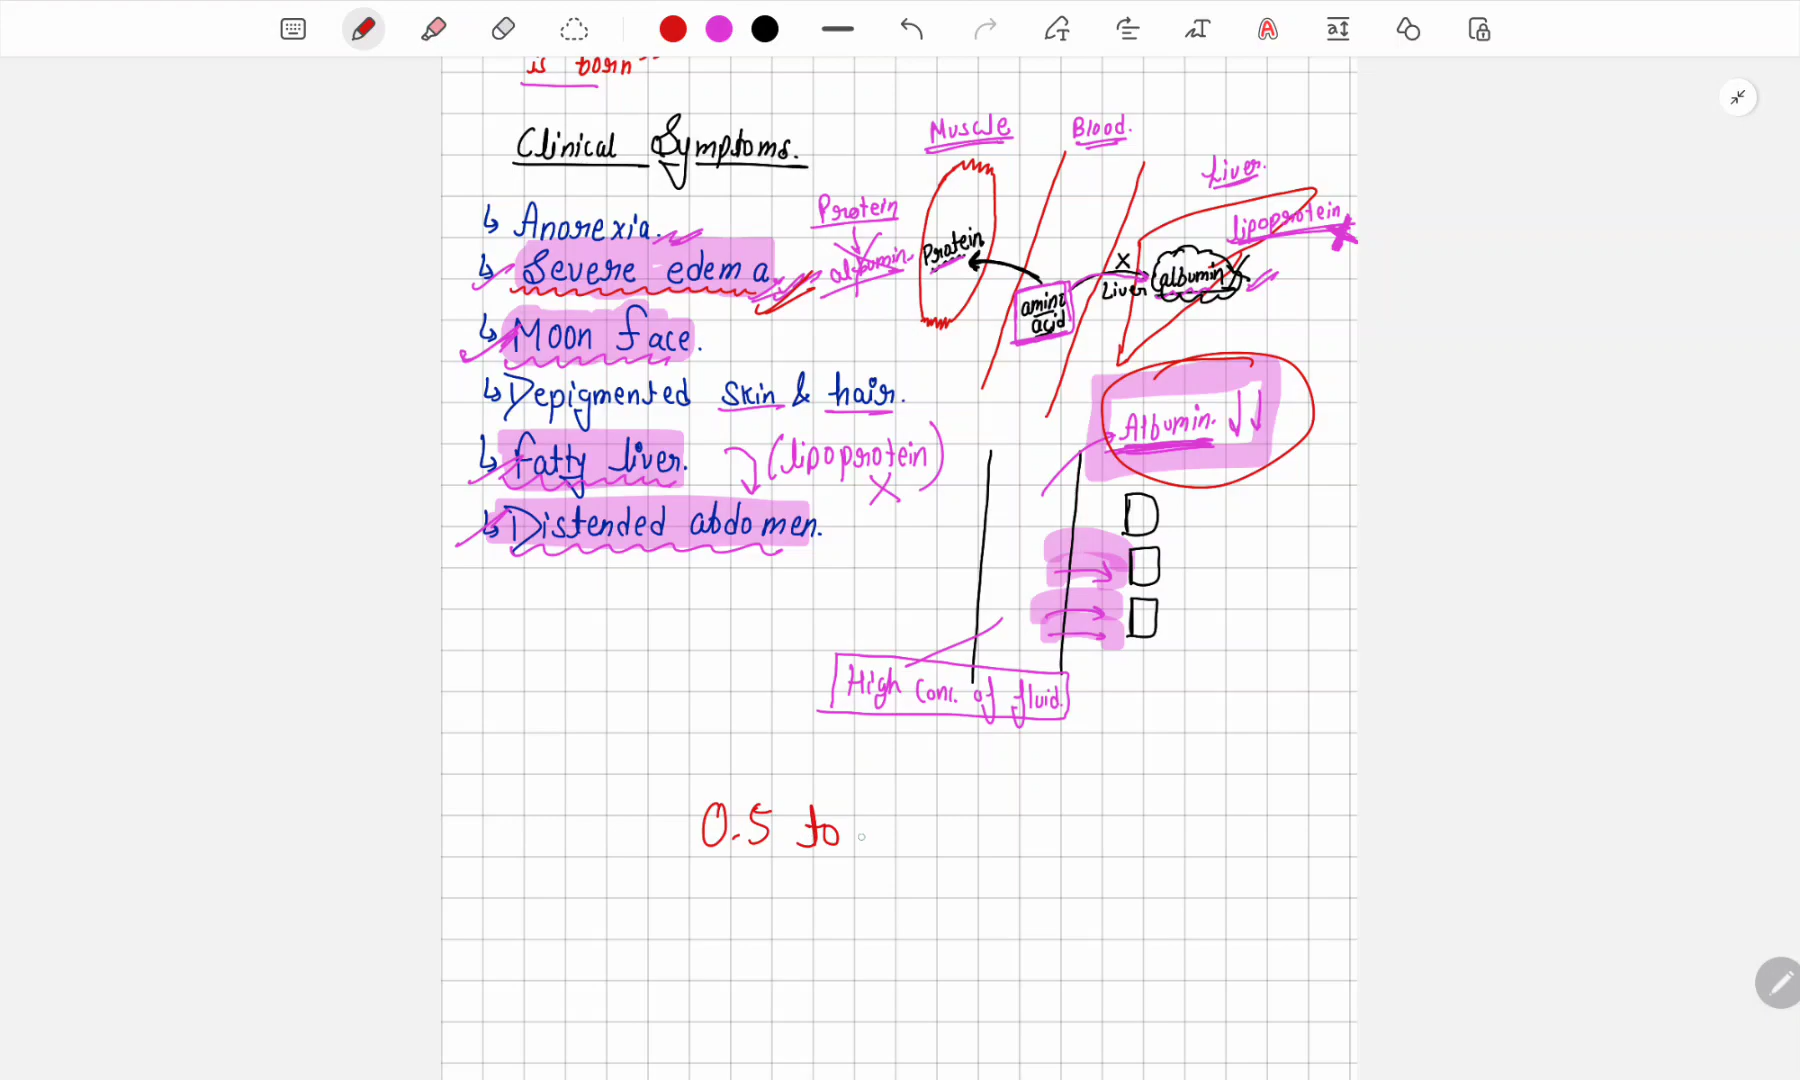 is born"
Clinical Symptoms.
Muscle
Blood.
Liver.
↳ Anorexia.
Protein
lipoprotein
↳ Severe edema
albumin.
Protein
X
Liver
albumin
amino
acid
↳ Moon face.
↳ Depigmented skin & hair.
Albumin. ↓↓
↳ fatty liver.
(lipoprotein)
X
↳ Distended abdomen.
High Conc. of fluid.
0.5 to